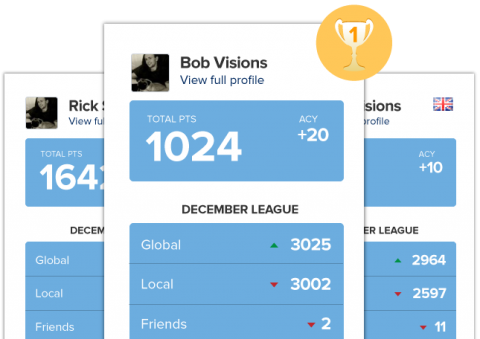 1
Bob Visions
View full profile
TOTAL PTS
ACY
1024
+20
DECEMBER LEAGUE
Global 3025
Local 3002
Friends 2
Rick S
View ful
TOTAL PTS
164
DECEM
Global
Local
Friends
sions
rofile
ACY
+10
ER LEAGUE
2964
2597
11